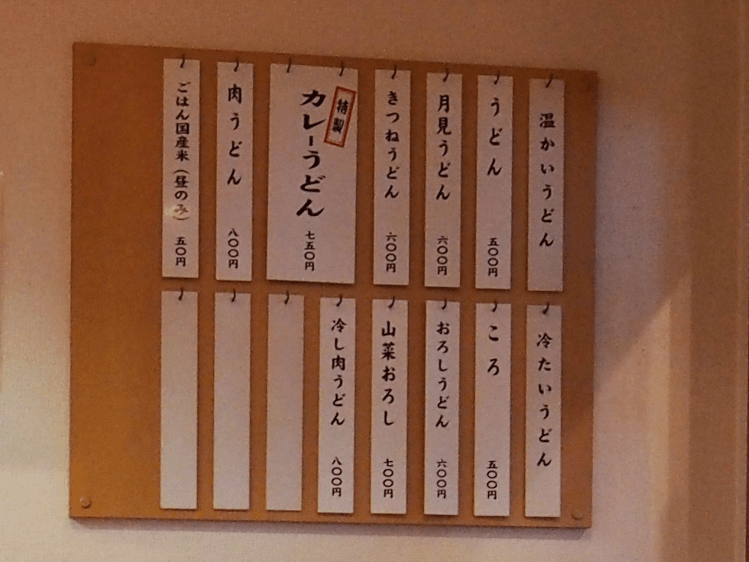 温かいうどん
うどん 五〇〇円
月見うどん 六〇〇円
きつねうどん 六〇〇円
特製
カレーうどん 七五〇円
肉うどん 八〇〇円
ごはん国産米(昼のみ) 五〇円
冷たいうどん
ころ 五〇〇円
おろしうどん 六〇〇円
山菜おろし 七〇〇円
冷し肉うどん 八〇〇円